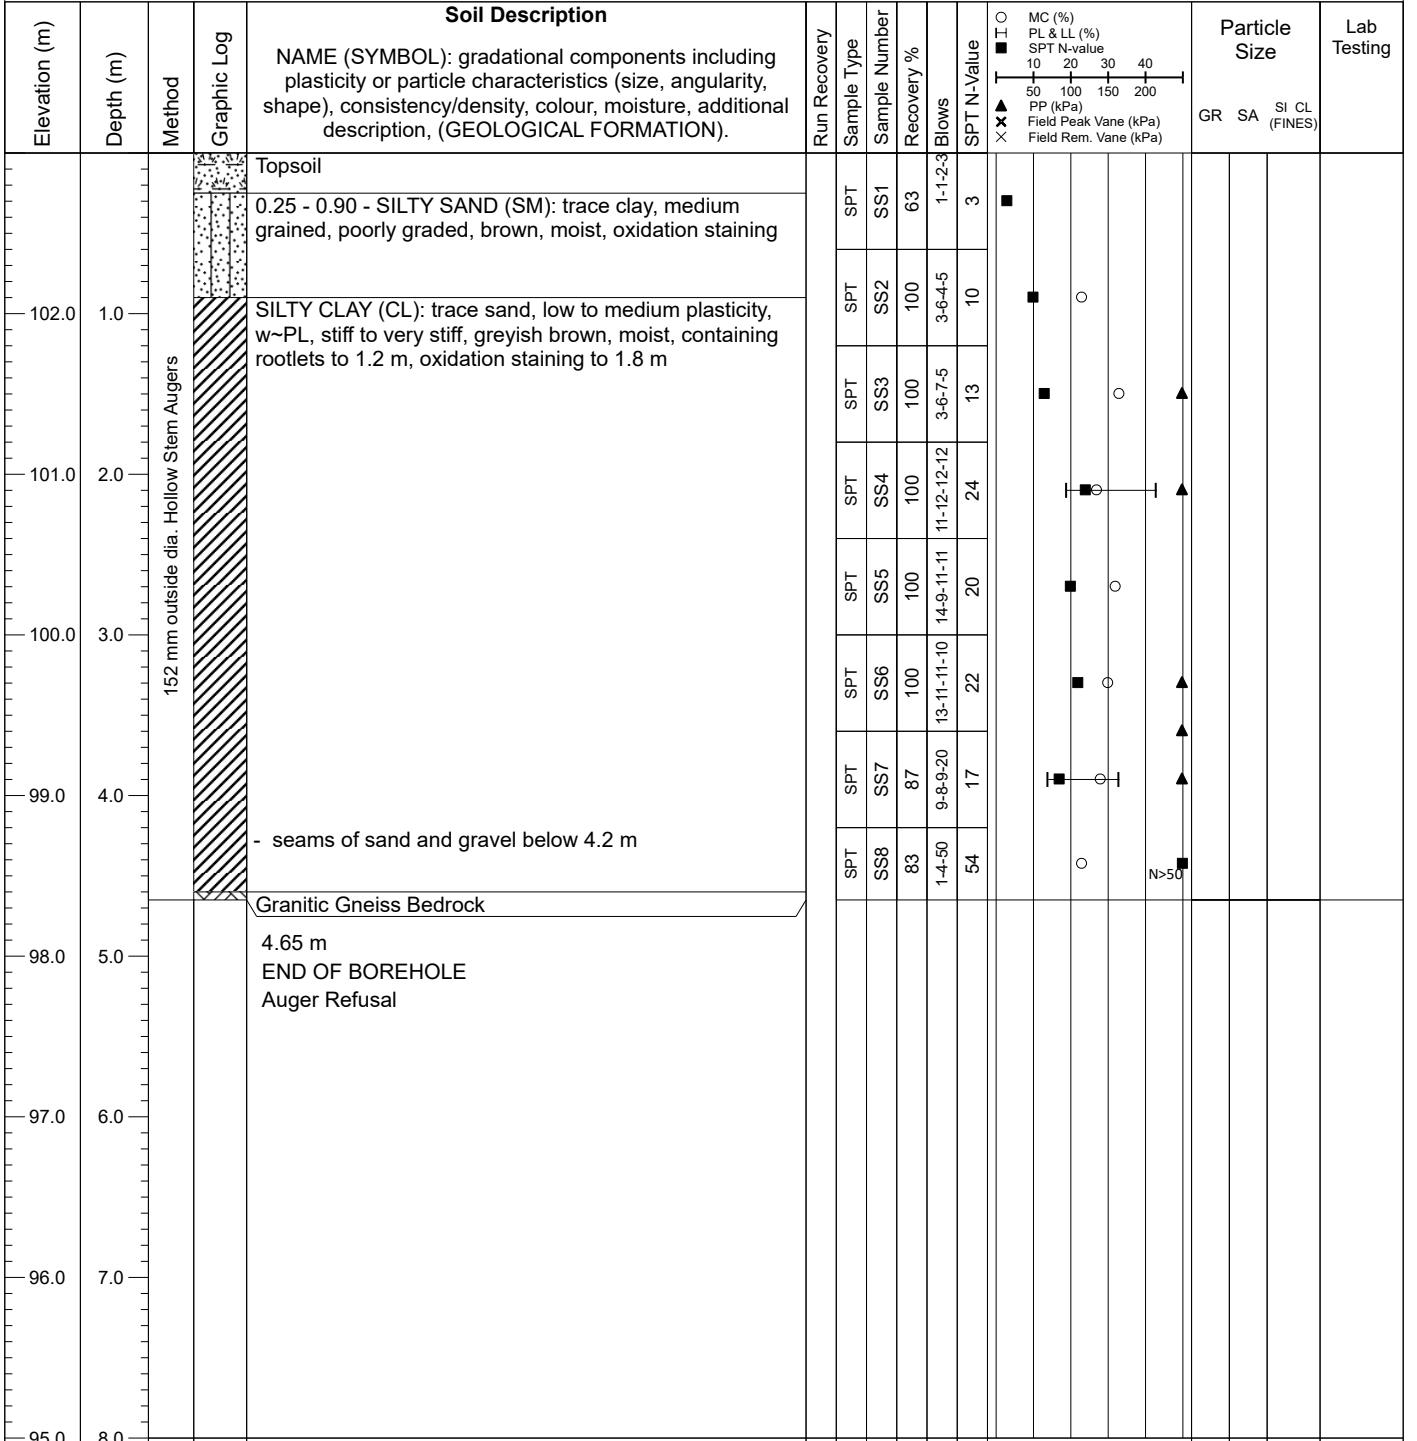 Elevation (m)
Depth (m)
Method
Graphic Log
Soil Description
NAME (SYMBOL): gradational components including
plasticity or particle characteristics (size, angularity,
shape), consistency/density, colour, moisture, additional
description, (GEOLOGICAL FORMATION).
Run Recovery
Sample Type
Sample Number
Recovery %
Blows
SPT N-Value
MC (%)
PL & LL (%)
SPT N-value
10 20 30 40
50 100 150 200
PP (kPa)
Field Peak Vane (kPa)
Field Rem. Vane (kPa)
Particle
Size
GR SA SI CL
(FINES)
Lab
Testing
Topsoil
SPT SS1 63 1-1-2-3 3
0.25 - 0.90 - SILTY SAND (SM): trace clay, medium
grained, poorly graded, brown, moist, oxidation staining
SPT SS2 100 3-6-4-5 10
102.0 1.0
SILTY CLAY (CL): trace sand, low to medium plasticity,
w~PL, stiff to very stiff, greyish brown, moist, containing
rootlets to 1.2 m, oxidation staining to 1.8 m
152 mm outside dia. Hollow Stem Augers
SPT SS3 100 3-6-7-5 13
101.0 2.0
SPT SS4 100 11-12-12-12 24
SPT SS5 100 14-9-11-11 20
100.0 3.0
SPT SS6 100 13-11-11-10 22
SPT SS7 87 9-8-9-20 17
99.0 4.0
- seams of sand and gravel below 4.2 m
SPT SS8 83 1-4-50 54
N>50
Granitic Gneiss Bedrock
4.65 m
98.0 5.0
END OF BOREHOLE
Auger Refusal
97.0 6.0
96.0 7.0
95.0 8.0